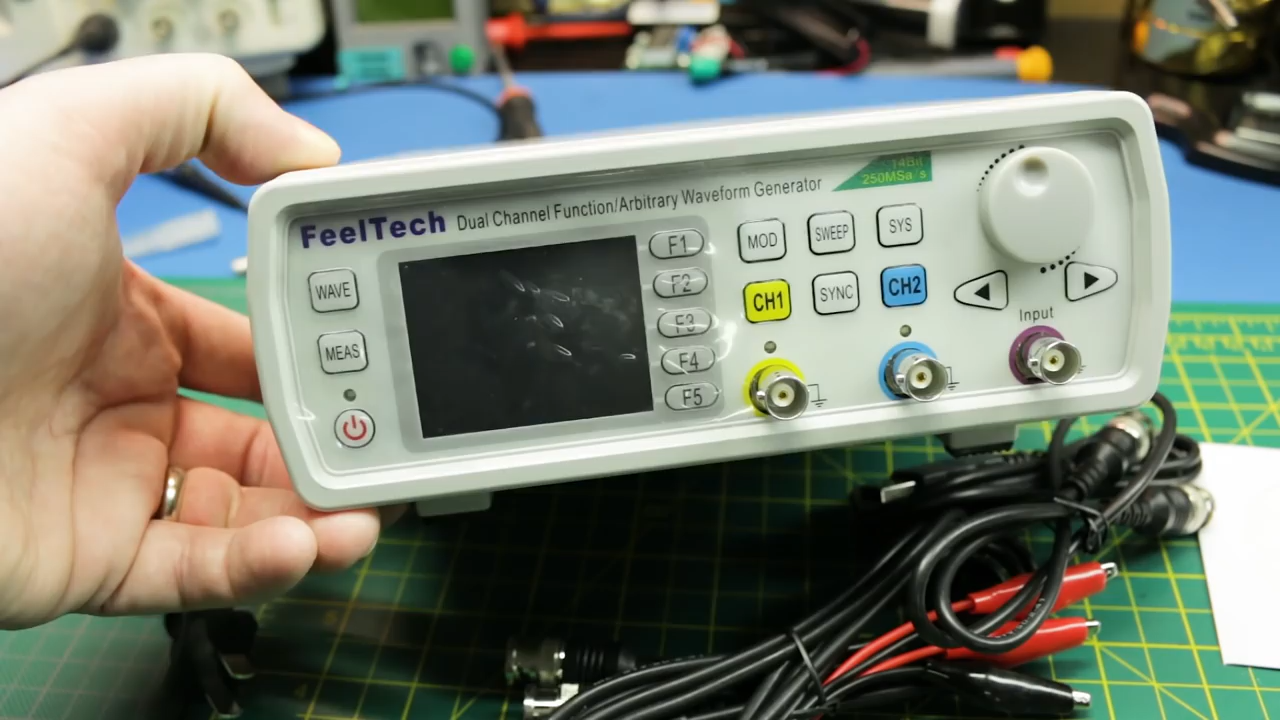 FeelTech Dual Channel Function/Arbitrary Waveform Generator
14Bit
250MSa/s
WAVE
MEAS
F1
F2
F3
F4
F5
MOD
SWEEP
SYS
CH1
SYNC
CH2
Input